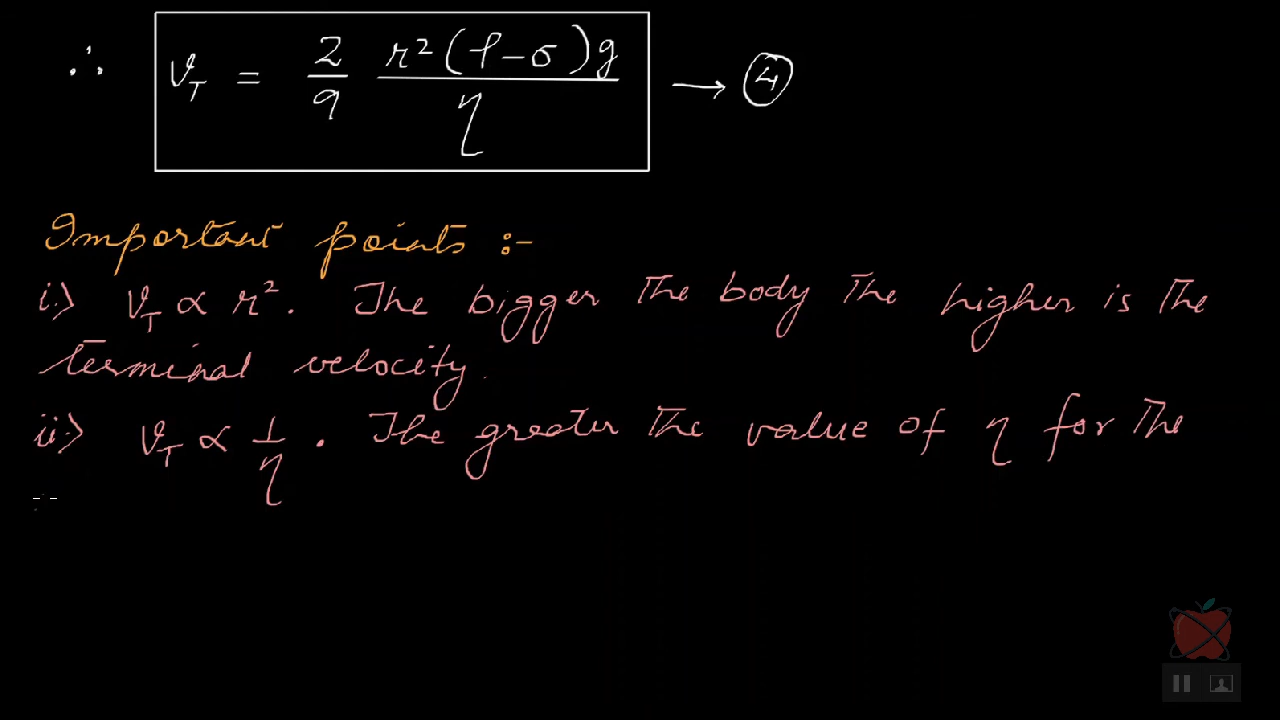 ∴ v_T = 2/9 r²(ρ-σ)g/η → ④
Important points :-
i) v_T ∝ r². The bigger the body the higher is the
terminal velocity.
ii) v_T ∝ 1/η. The greater the value of η for the